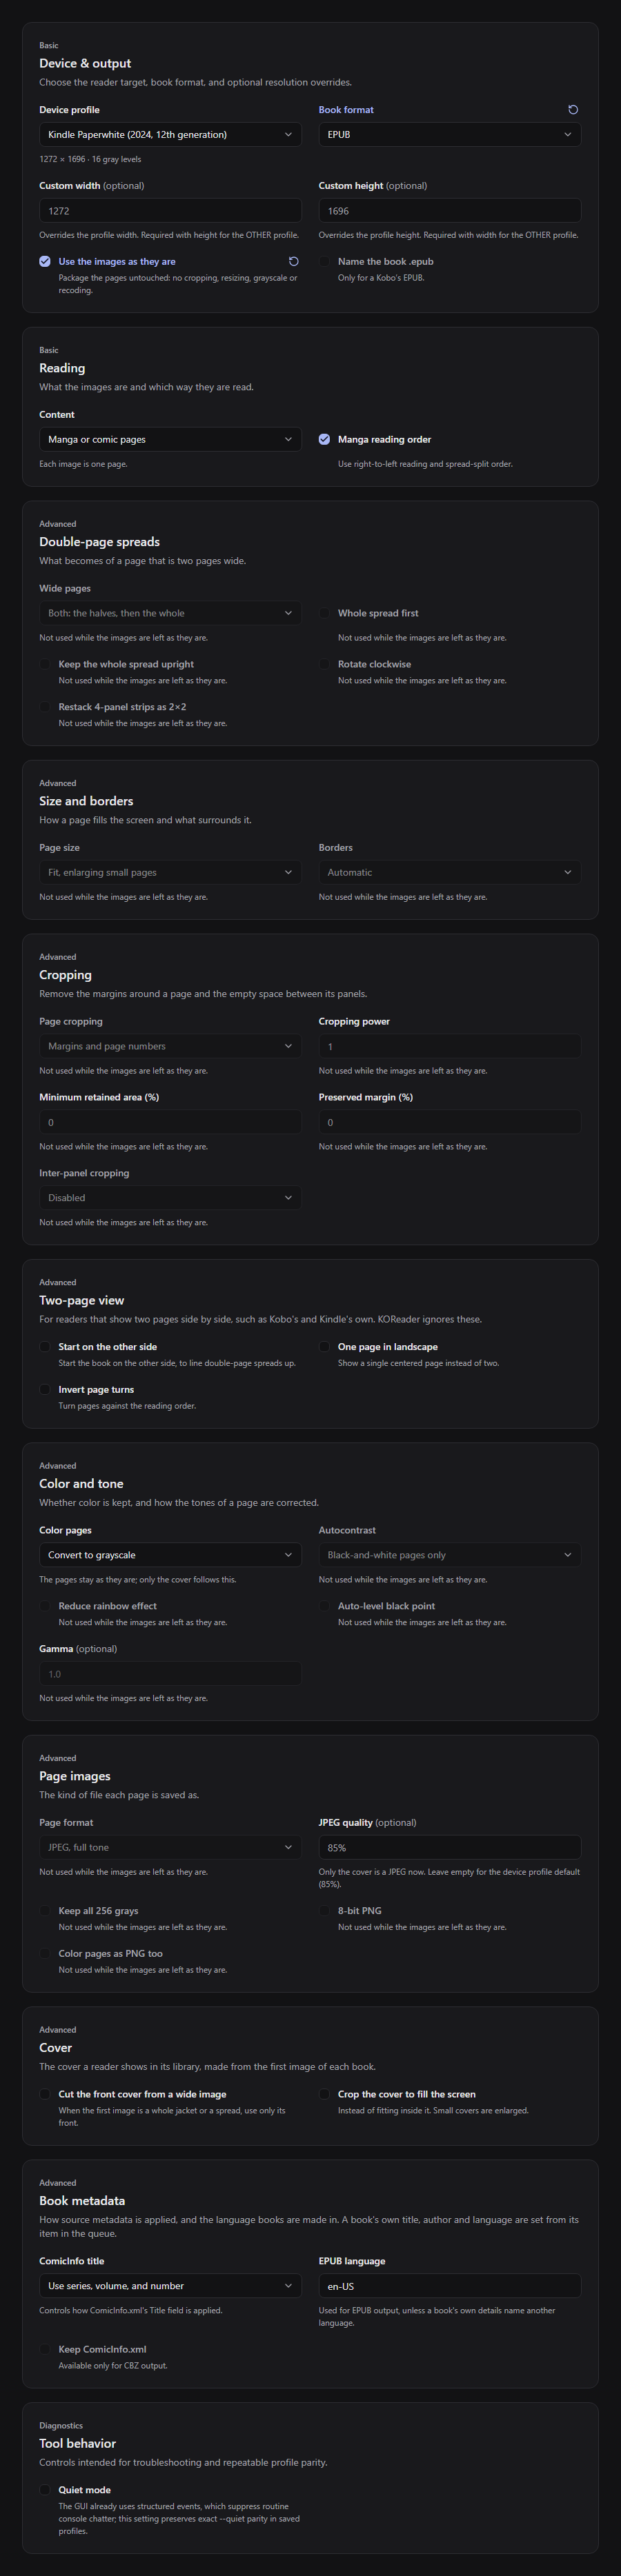 Basic
Device & output
Choose the reader target, book format, and optional resolution overrides.
Device profile
Book format
Kindle Paperwhite (2024, 12th generation)
EPUB
1272 × 1696 · 16 gray levels
Custom width (optional)
Custom height (optional)
1272
1696
Overrides the profile width. Required with height for the OTHER profile.
Overrides the profile height. Required with width for the OTHER profile.
Use the images as they are
Name the book .epub
Package the pages untouched: no cropping, resizing, grayscale or
recoding.
Only for a Kobo's EPUB.
Basic
Reading
What the images are and which way they are read.
Content
Manga or comic pages
Manga reading order
Each image is one page.
Use right-to-left reading and spread-split order.
Advanced
Double-page spreads
What becomes of a page that is two pages wide.
Wide pages
Both: the halves, then the whole
Whole spread first
Not used while the images are left as they are.
Not used while the images are left as they are.
Keep the whole spread upright
Rotate clockwise
Not used while the images are left as they are.
Not used while the images are left as they are.
Restack 4-panel strips as 2×2
Not used while the images are left as they are.
Advanced
Size and borders
How a page fills the screen and what surrounds it.
Page size
Borders
Fit, enlarging small pages
Automatic
Not used while the images are left as they are.
Not used while the images are left as they are.
Advanced
Cropping
Remove the margins around a page and the empty space between its panels.
Page cropping
Cropping power
Margins and page numbers
1
Not used while the images are left as they are.
Not used while the images are left as they are.
Minimum retained area (%)
Preserved margin (%)
0
0
Not used while the images are left as they are.
Not used while the images are left as they are.
Inter-panel cropping
Disabled
Not used while the images are left as they are.
Advanced
Two-page view
For readers that show two pages side by side, such as Kobo's and Kindle's own. KOReader ignores these.
Start on the other side
One page in landscape
Start the book on the other side, to line double-page spreads up.
Show a single centered page instead of two.
Invert page turns
Turn pages against the reading order.
Advanced
Color and tone
Whether color is kept, and how the tones of a page are corrected.
Color pages
Autocontrast
Convert to grayscale
Black-and-white pages only
The pages stay as they are; only the cover follows this.
Not used while the images are left as they are.
Reduce rainbow effect
Auto-level black point
Not used while the images are left as they are.
Not used while the images are left as they are.
Gamma (optional)
1.0
Not used while the images are left as they are.
Advanced
Page images
The kind of file each page is saved as.
Page format
JPEG quality (optional)
JPEG, full tone
85%
Not used while the images are left as they are.
Only the cover is a JPEG now. Leave empty for the device profile default
(85%).
Keep all 256 grays
8-bit PNG
Not used while the images are left as they are.
Not used while the images are left as they are.
Color pages as PNG too
Not used while the images are left as they are.
Advanced
Cover
The cover a reader shows in its library, made from the first image of each book.
Cut the front cover from a wide image
Crop the cover to fill the screen
When the first image is a whole jacket or a spread, use only its
front.
Instead of fitting inside it. Small covers are enlarged.
Advanced
Book metadata
How source metadata is applied, and the language books are made in. A book's own title, author and language are set from its
item in the queue.
ComicInfo title
EPUB language
Use series, volume, and number
en-US
Controls how ComicInfo.xml's Title field is applied.
Used for EPUB output, unless a book's own details name another
language.
Keep ComicInfo.xml
Available only for CBZ output.
Diagnostics
Tool behavior
Controls intended for troubleshooting and repeatable profile parity.
Quiet mode
The GUI already uses structured events, which suppress routine
console chatter; this setting preserves exact --quiet parity in saved
profiles.